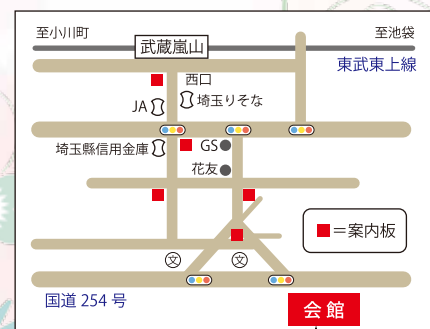 至小川町
至池袋
武蔵嵐山
東武東上線
西口
JA
埼玉りそな
埼玉縣信用金庫
GS
花友
=案内板
文
文
国道 254 号
会 館